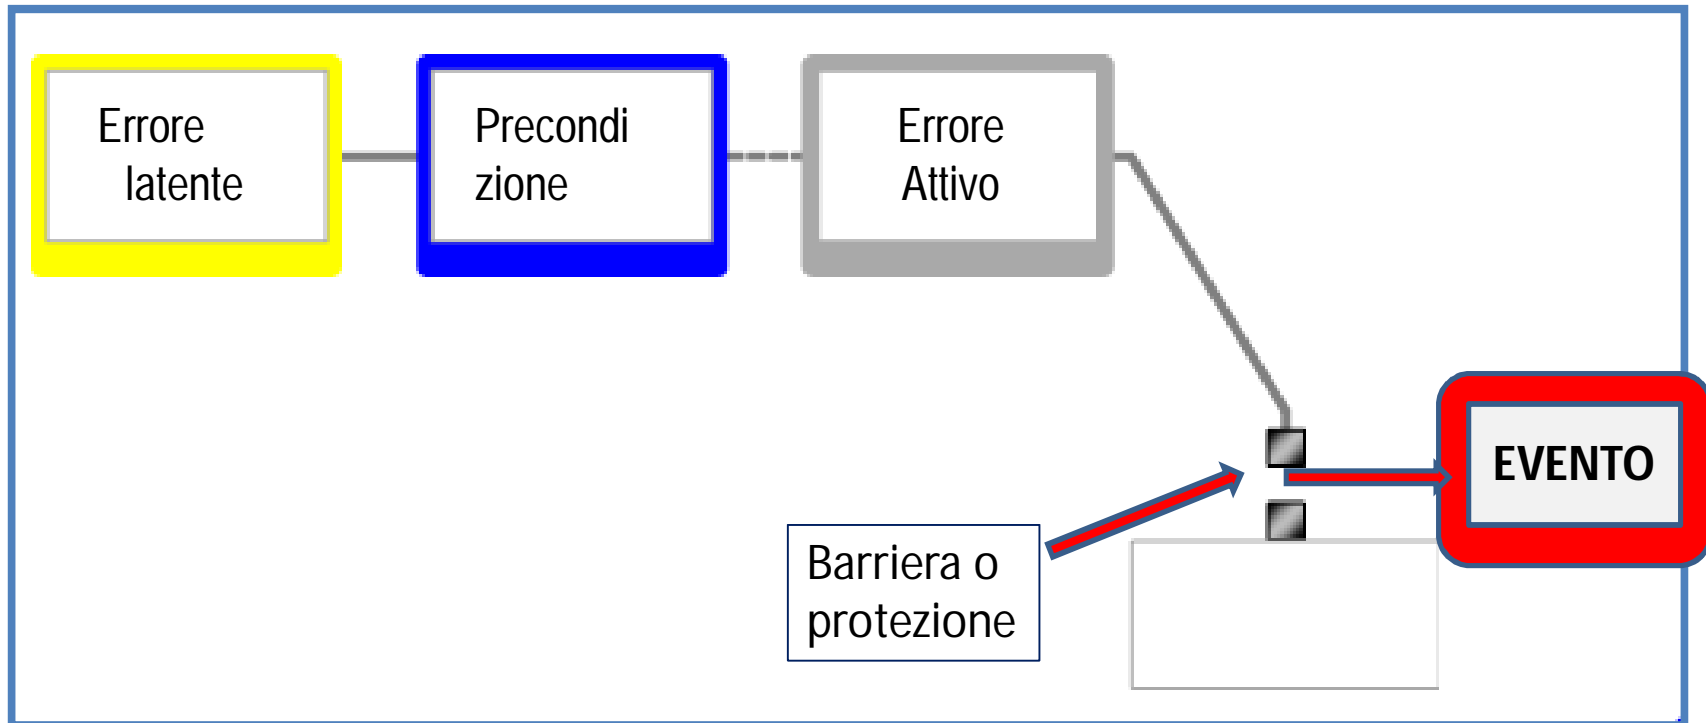 Errore
latente
Precondi
zione
Errore
Attivo
EVENTO
Barriera o
protezione